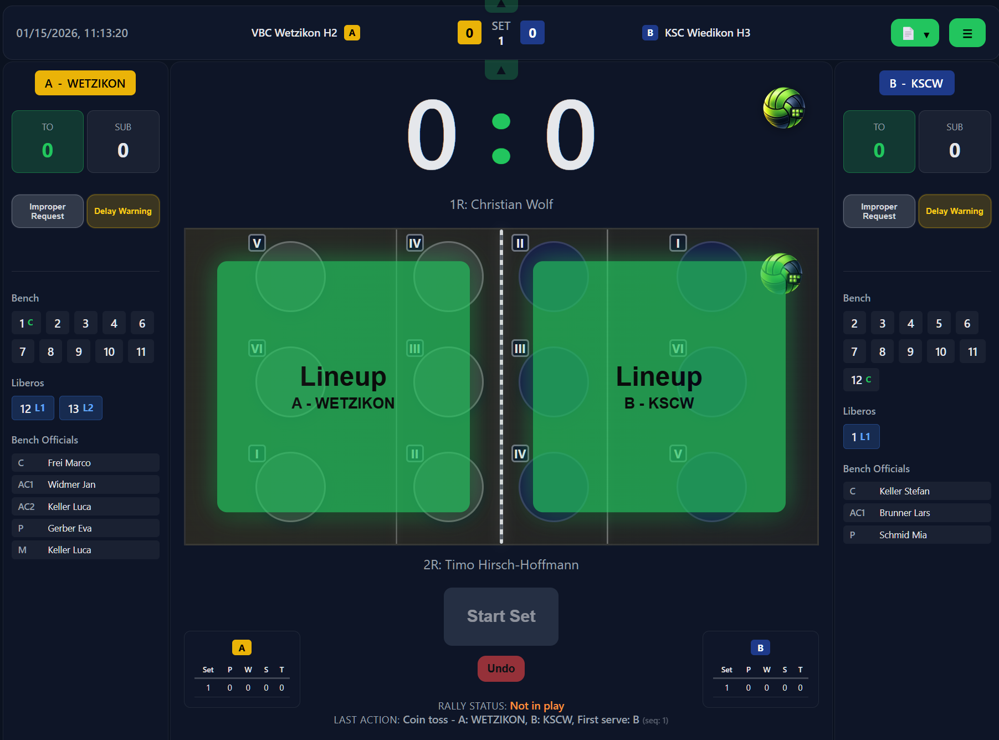 01/15/2026, 11:13:20
VBC Wetzikon H2 A
0 SET 0
1
B KSC Wiedikon H3
A - WETZIKON
TO
0
SUB
0
Improper
Request
Delay Warning
Bench
1 C 2 3 4 6
7 8 9 10 11
Liberos
12 L1 13 L2
Bench Officials
C Frei Marco
AC1 Widmer Jan
AC2 Keller Luca
P Gerber Eva
M Keller Luca
0 : 0
1R: Christian Wolf
V IV II I
VI III III VI
Lineup
A - WETZIKON
Lineup
B - KSCW
I II IV V
2R: Timo Hirsch-Hoffmann
Start Set
Undo
A
Set P W S T
1 0 0 0 0
B
Set P W S T
1 0 0 0 0
RALLY STATUS: Not in play
LAST ACTION: Coin toss - A: WETZIKON, B: KSCW, First serve: B (seq: 1)
B - KSCW
TO
0
SUB
0
Improper
Request
Delay Warning
Bench
2 3 4 5 6
7 8 9 10 11
12 C
Liberos
1 L1
Bench Officials
C Keller Stefan
AC1 Brunner Lars
P Schmid Mia